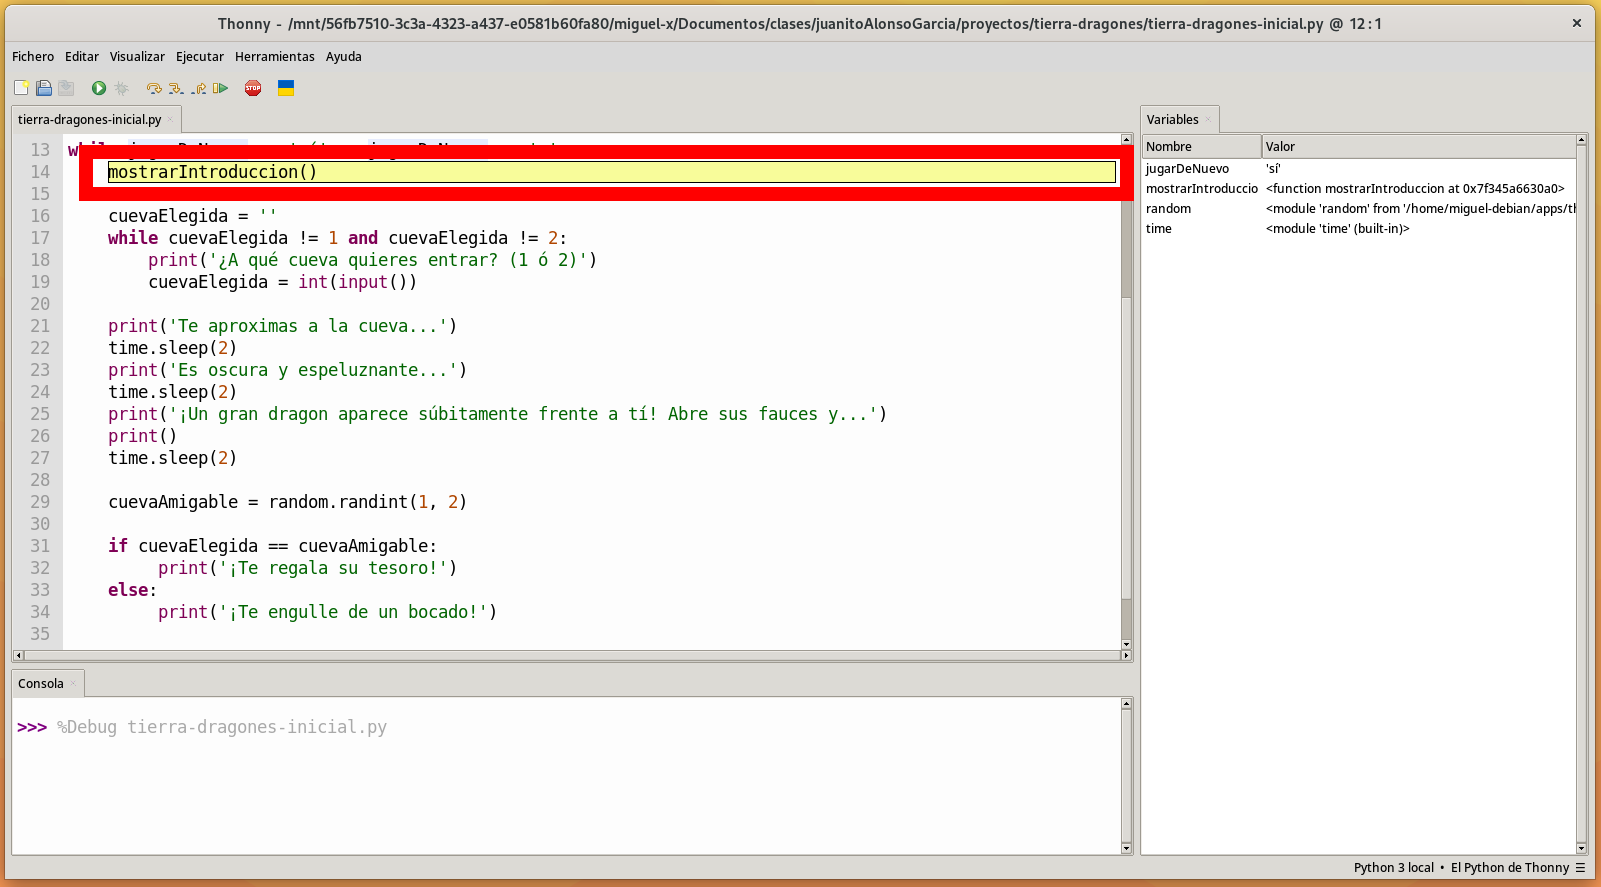 Thonny - /mnt/56fb7510-3c3a-4323-a437-e0581b60fa80/miguel-x/Documentos/clases/juanitoAlonsoGarcia/proyectos/tierra-dragones/tierra-dragones-inicial.py @ 12:1
Fichero Editar Visualizar Ejecutar Herramientas Ayuda
STOP
tierra-dragones-inicial.py
13
14 mostrarIntroduccion()
15
16 cuevaElegida = ''
17 while cuevaElegida != 1 and cuevaElegida != 2:
18 print('¿A qué cueva quieres entrar? (1 ó 2)')
19 cuevaElegida = int(input())
20
21 print('Te aproximas a la cueva...')
22 time.sleep(2)
23 print('Es oscura y espeluznante...')
24 time.sleep(2)
25 print('¡Un gran dragon aparece súbitamente frente a tí! Abre sus fauces y...')
26 print()
27 time.sleep(2)
28
29 cuevaAmigable = random.randint(1, 2)
30
31 if cuevaElegida == cuevaAmigable:
32 print('¡Te regala su tesoro!')
33 else:
34 print('¡Te engulle de un bocado!')
35
Consola
>>> %Debug tierra-dragones-inicial.py
Variables
Nombre Valor
jugarDeNuevo 'sí'
mostrarIntroduccio <function mostrarIntroduccion at 0x7f345a6630a0>
random <module 'random' from '/home/miguel-debian/apps/th
time <module 'time' (built-in)>
Python 3 local • El Python de Thonny ☰